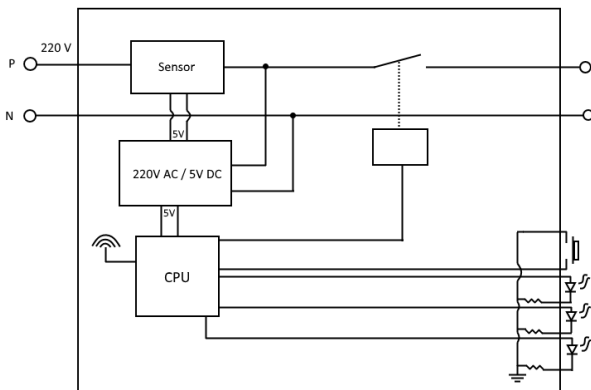 220 V
P
Sensor
N
5V
220V AC / 5V DC
5V
CPU